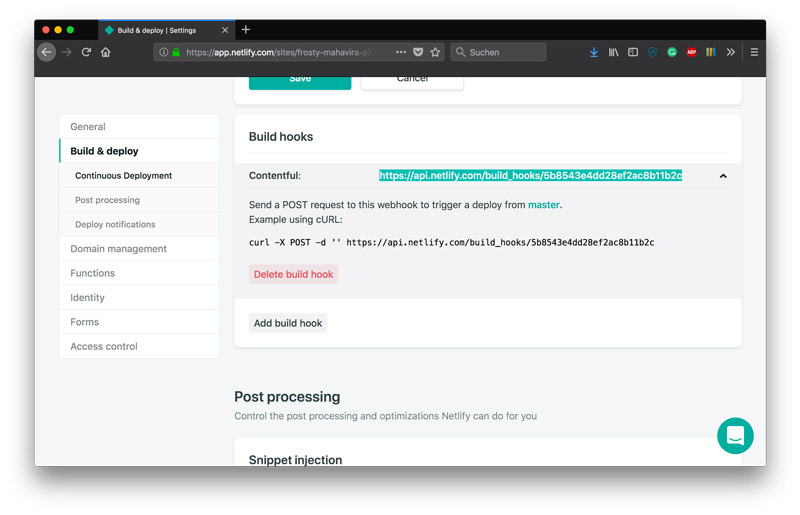 Build & deploy | Settings
https://app.netlify.com/sites/frosty-mahavira-a
Suchen
ABP
Save
Cancel
General
Build & deploy
Continuous Deployment
Post processing
Deploy notifications
Domain management
Functions
Identity
Forms
Access control
Build hooks
Contentful: https://api.netlify.com/build_hooks/5b8543e4dd28ef2ac8b11b2c
Send a POST request to this webhook to trigger a deploy from master.
Example using cURL:
curl -X POST -d '' https://api.netlify.com/build_hooks/5b8543e4dd28ef2ac8b11b2c
Delete build hook
Add build hook
Post processing
Control the post processing and optimizations Netlify can do for you
Snippet injection